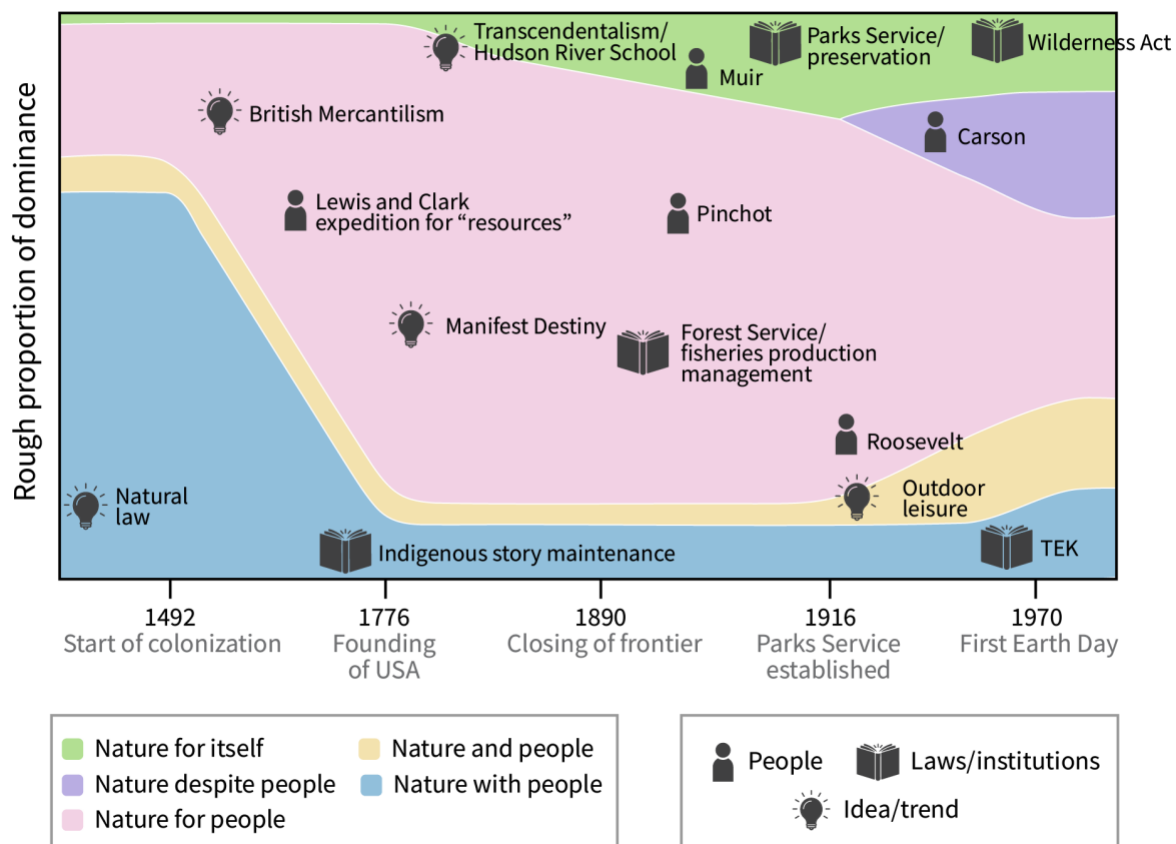 Rough proportion of dominance
Transcendentalism/
Hudson River School
Parks Service/
preservation
Wilderness Act
Muir
British Mercantilism
Carson
Lewis and Clark
expedition for “resources”
Pinchot
Manifest Destiny
Forest Service/
fisheries production
management
Roosevelt
Natural
law
Outdoor
leisure
Indigenous story maintenance
TEK
1492
Start of colonization
1776
Founding
of USA
1890
Closing of frontier
1916
Parks Service
established
1970
First Earth Day
Nature for itself
Nature despite people
Nature for people
Nature and people
Nature with people
People
Laws/institutions
Idea/trend